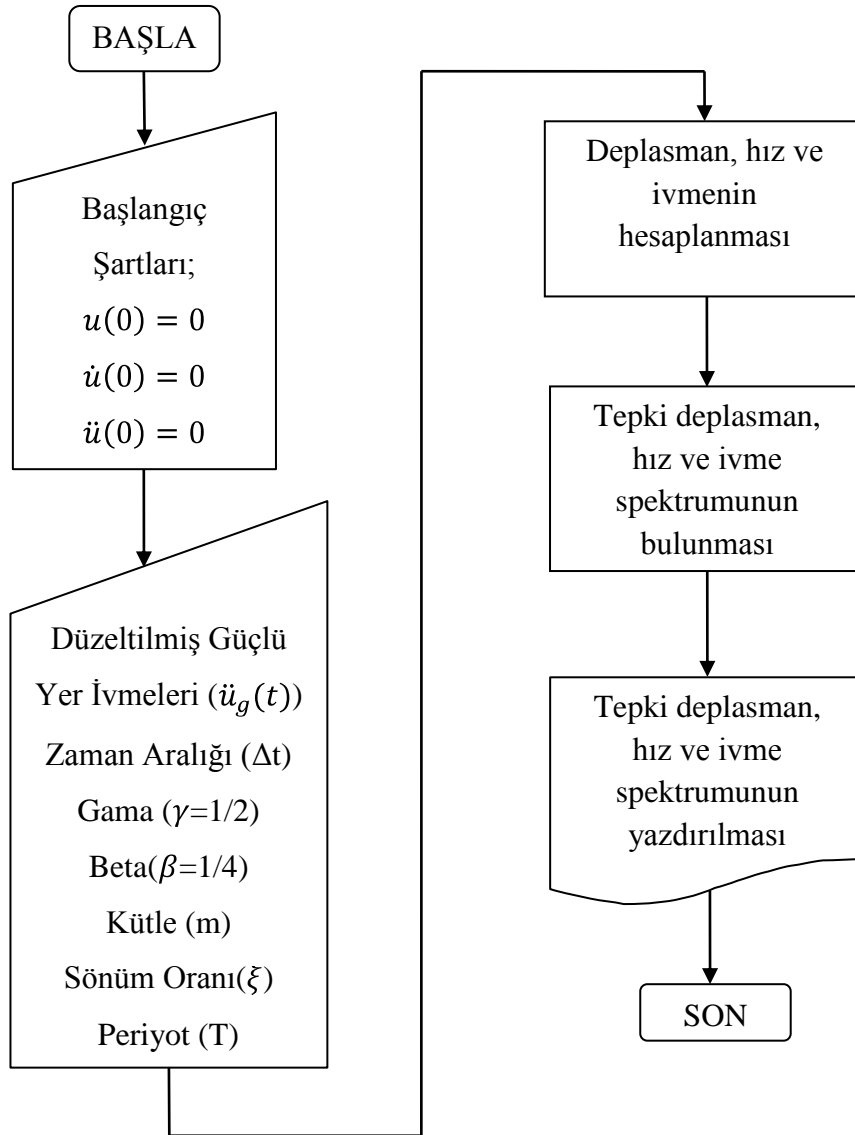 BAŞLA
Başlangıç
Şartları;
u(0) = 0
u̇(0) = 0
ü(0) = 0
Düzeltilmiş Güçlü
Yer İvmeleri (ü_g(t))
Zaman Aralığı (Δt)
Gama (γ=1/2)
Beta(β=1/4)
Kütle (m)
Sönüm Oranı(ξ)
Periyot (T)
Deplasman, hız ve
ivmenin
hesaplanması
Tepki deplasman,
hız ve ivme
spektrumunun
bulunması
Tepki deplasman,
hız ve ivme
spektrumunun
yazdırılması
SON